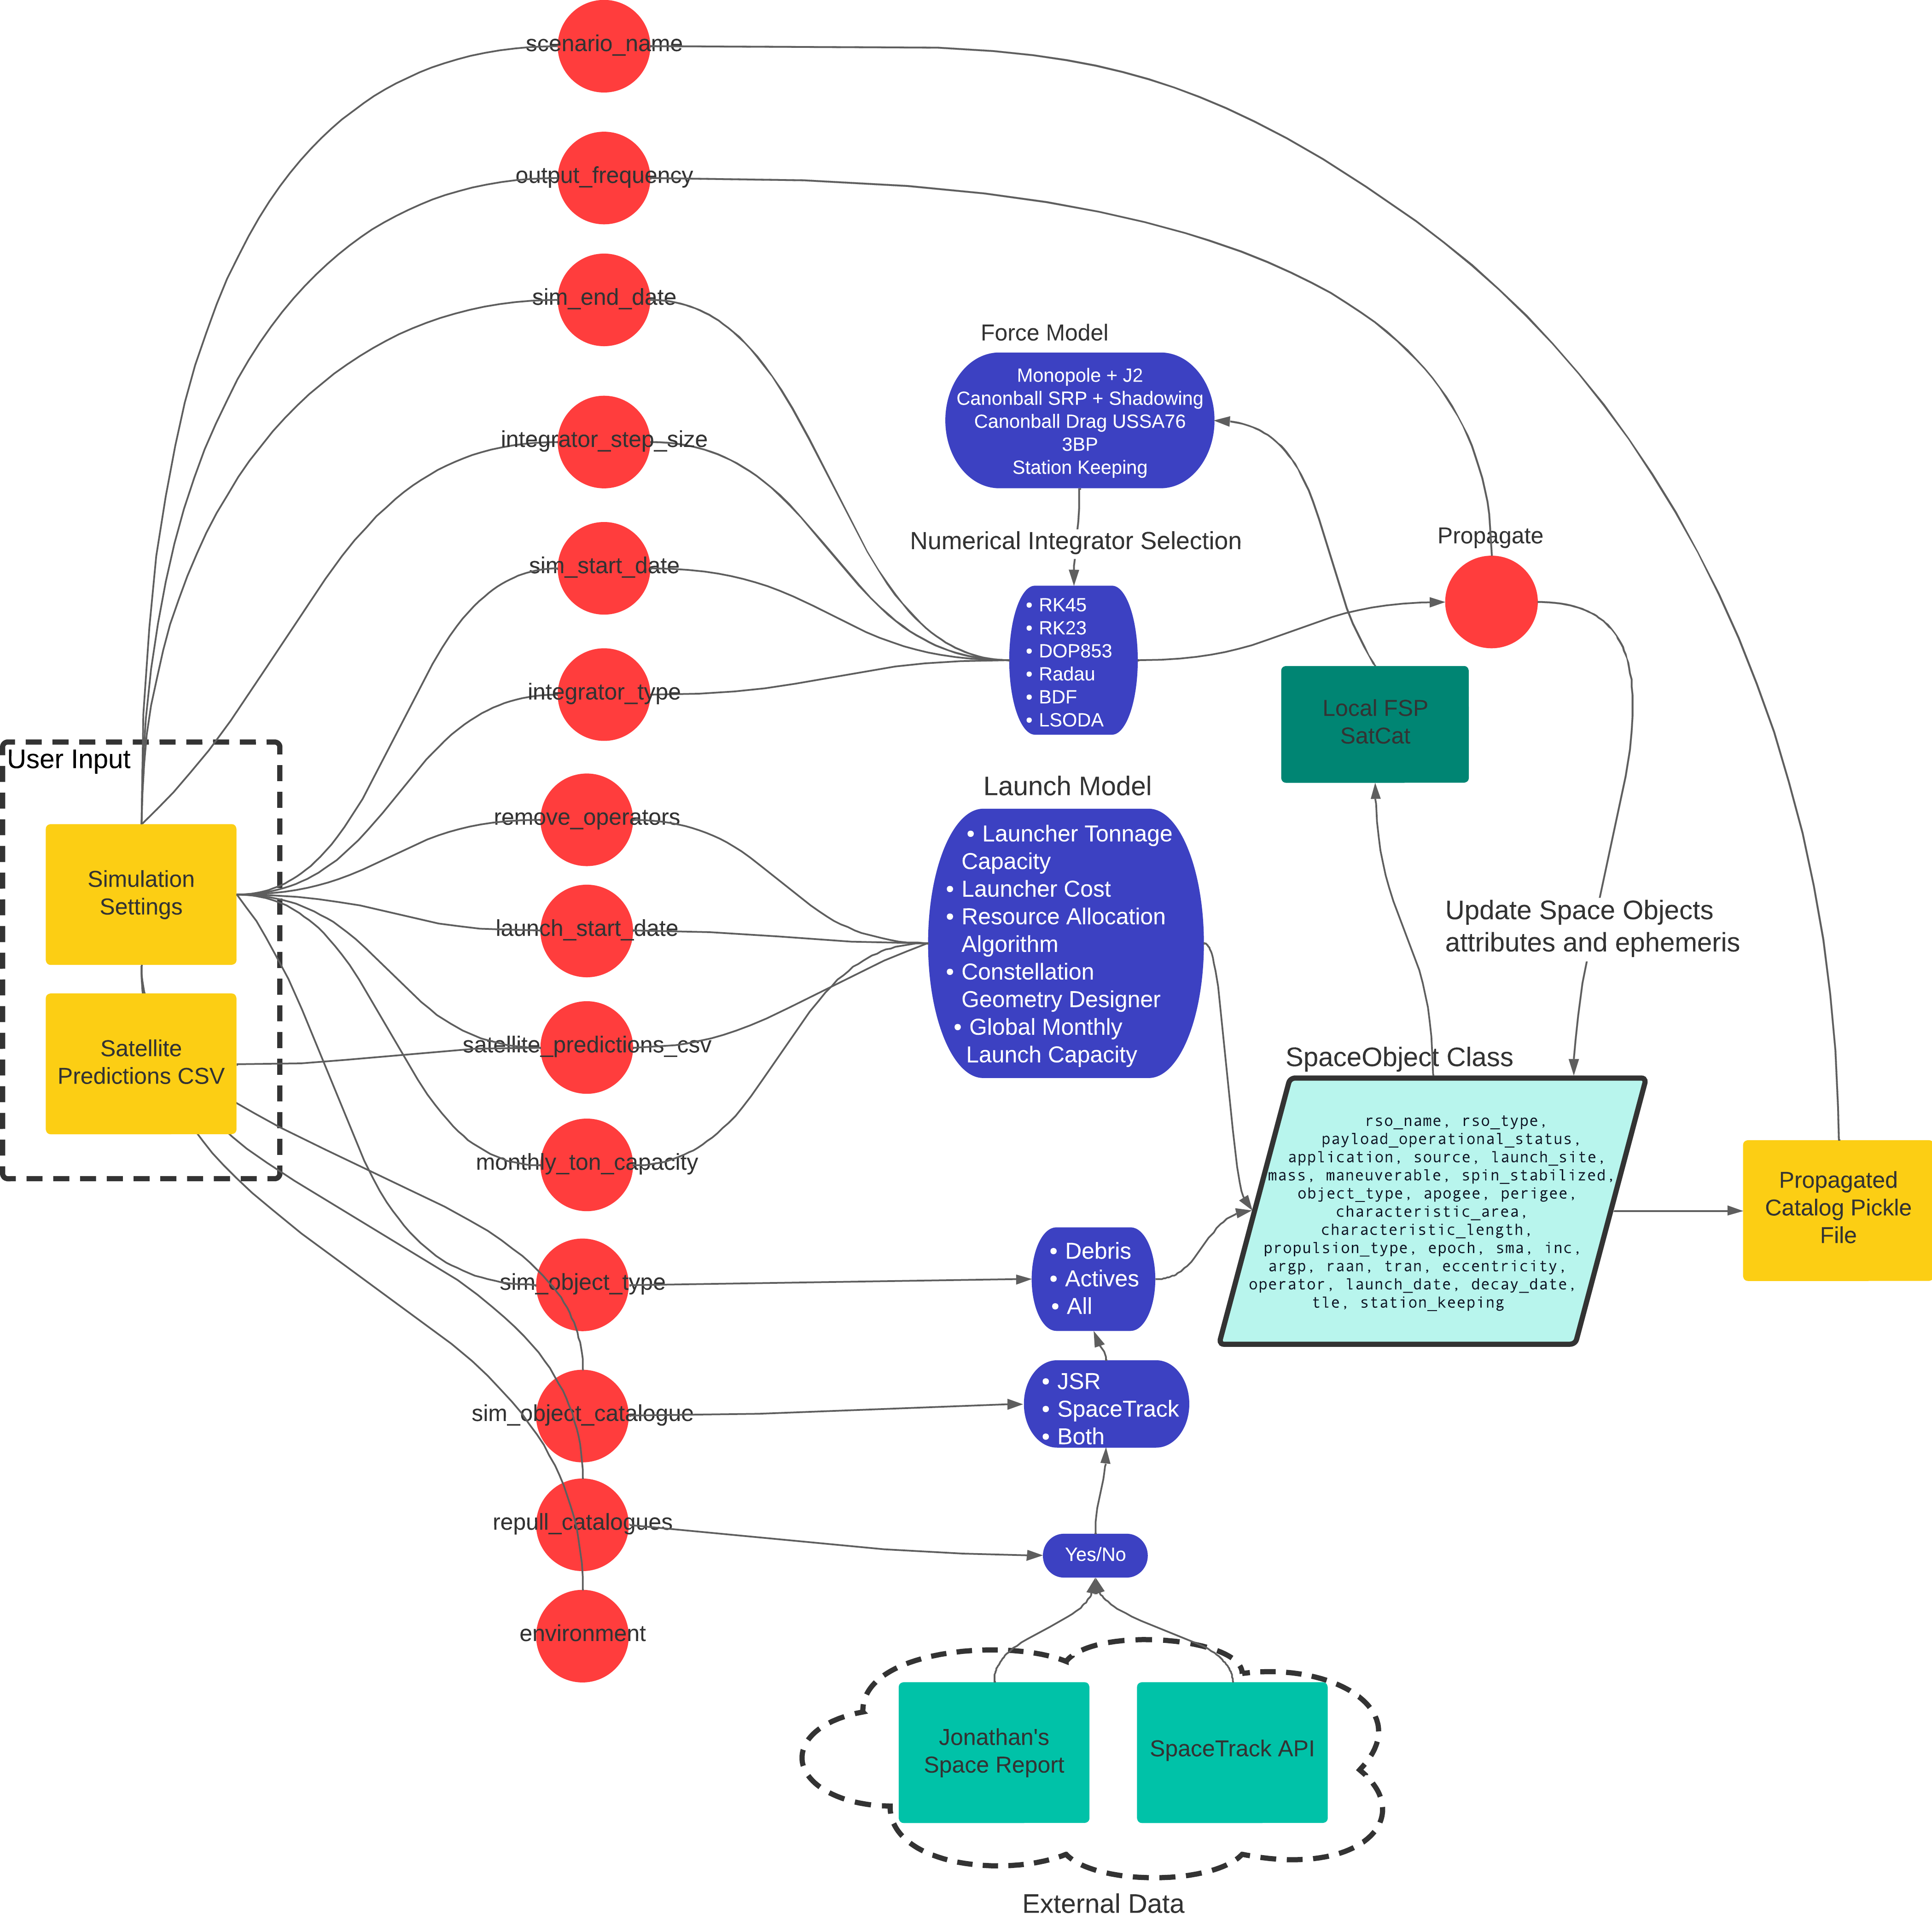 scenario_name
output_frequency
sim_end_date
integrator_step_size
sim_start_date
integrator_type
remove_operators
launch_start_date
satellite_predictions_csv
monthly_ton_capacity
sim_object_type
sim_object_catalogue
repull_catalogues
environment
User Input
Simulation
Settings
Satellite
Predictions CSV
Force Model
Monopole + J2
Canonball SRP + Shadowing
Canonball Drag USSA76
3BP
Station Keeping
Numerical Integrator Selection
• RK45
• RK23
• DOP853
• Radau
• BDF
• LSODA
Propagate
Local FSP
SatCat
Launch Model
• Launcher Tonnage
Capacity
• Launcher Cost
• Resource Allocation
Algorithm
• Constellation
Geometry Designer
• Global Monthly
Launch Capacity
Update Space Objects
attributes and ephemeris
SpaceObject Class
rso_name, rso_type,
payload_operational_status,
application, source, launch_site,
mass, maneuverable, spin_stabilized,
object_type, apogee, perigee,
characteristic_area,
characteristic_length,
propulsion_type, epoch, sma, inc,
argp, raan, tran, eccentricity,
operator, launch_date, decay_date,
tle, station_keeping
Propagated
Catalog Pickle
File
• Debris
• Actives
• All
• JSR
• SpaceTrack
• Both
Yes/No
Jonathan's
Space Report
SpaceTrack API
External Data